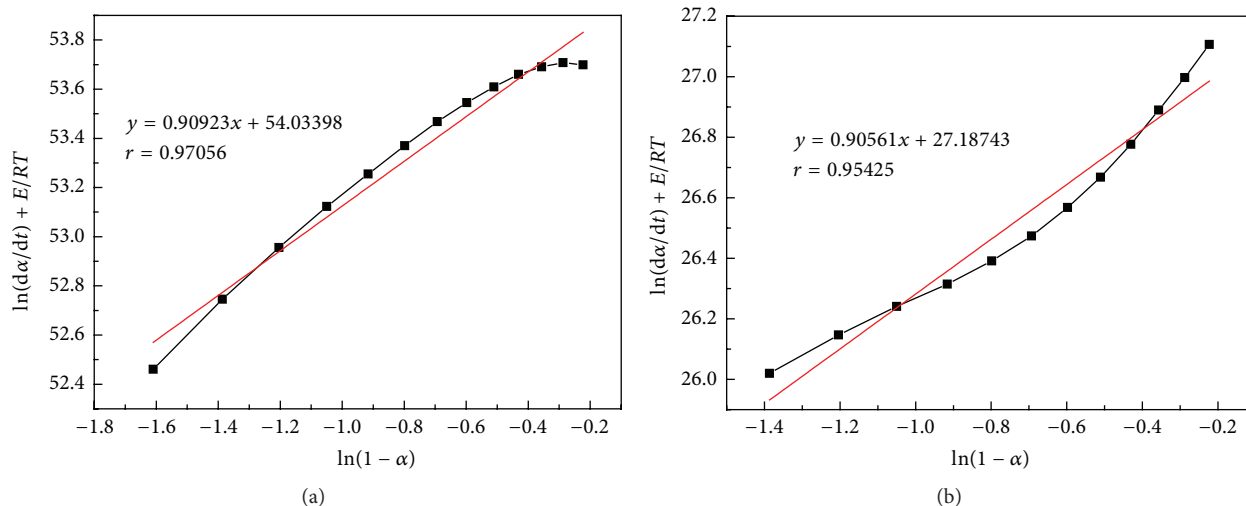 53.8
53.6
53.4
53.2
53.0
52.8
52.6
52.4
ln(dα/dt) + E/RT
y = 0.90923x + 54.03398
r = 0.97056
−1.8 −1.6 −1.4 −1.2 −1.0 −0.8 −0.6 −0.4 −0.2
ln(1 − α)
(a)
27.2
27.0
26.8
26.6
26.4
26.2
26.0
ln(dα/dt) + E/RT
y = 0.90561x + 27.18743
r = 0.95425
−1.4 −1.2 −1.0 −0.8 −0.6 −0.4 −0.2
ln(1 − α)
(b)